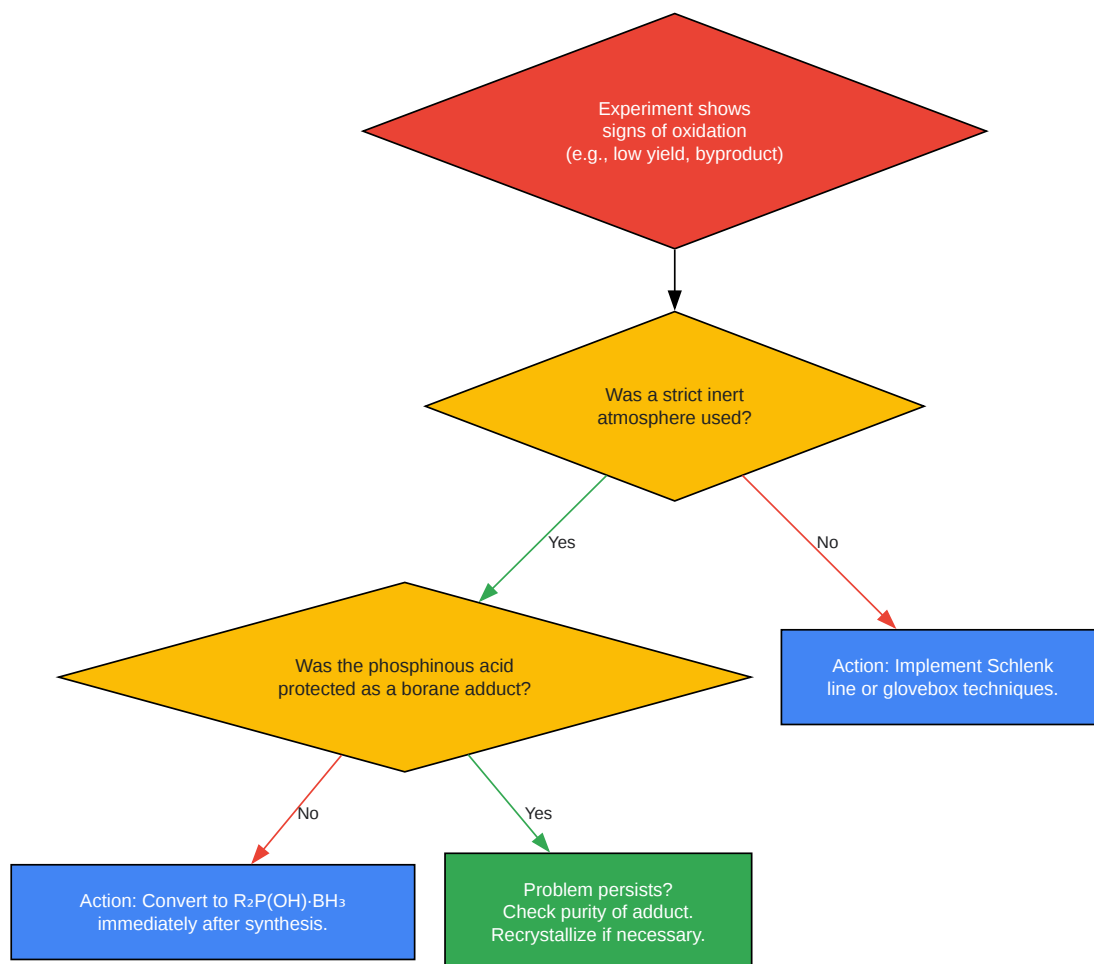 Experiment shows
signs of oxidation
(e.g., low yield, byproduct)
Was a strict inert
atmosphere used?
Yes
No
Was the phosphinous acid
protected as a borane adduct?
Action: Implement Schlenk
line or glovebox techniques.
No
Yes
Action: Convert to R₂P(OH)·BH₃
immediately after synthesis.
Problem persists?
Check purity of adduct.
Recrystallize if necessary.